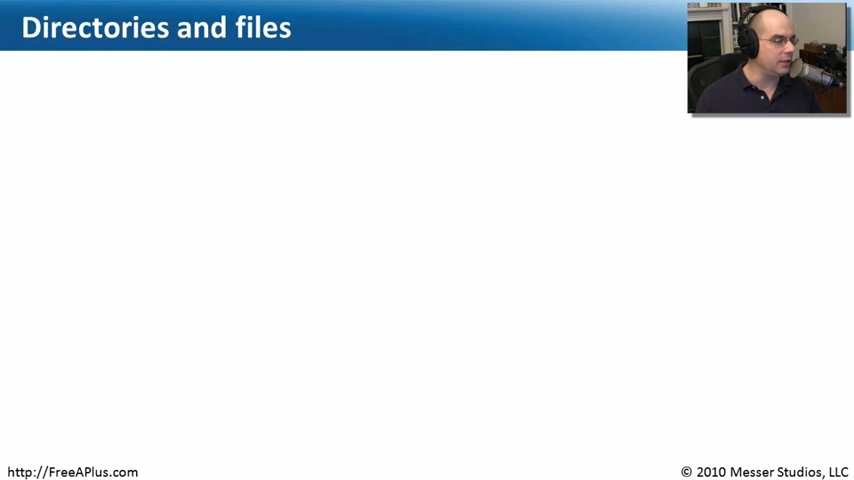 Directories and files
http://FreeAPlus.com
© 2010 Messer Studios, LLC